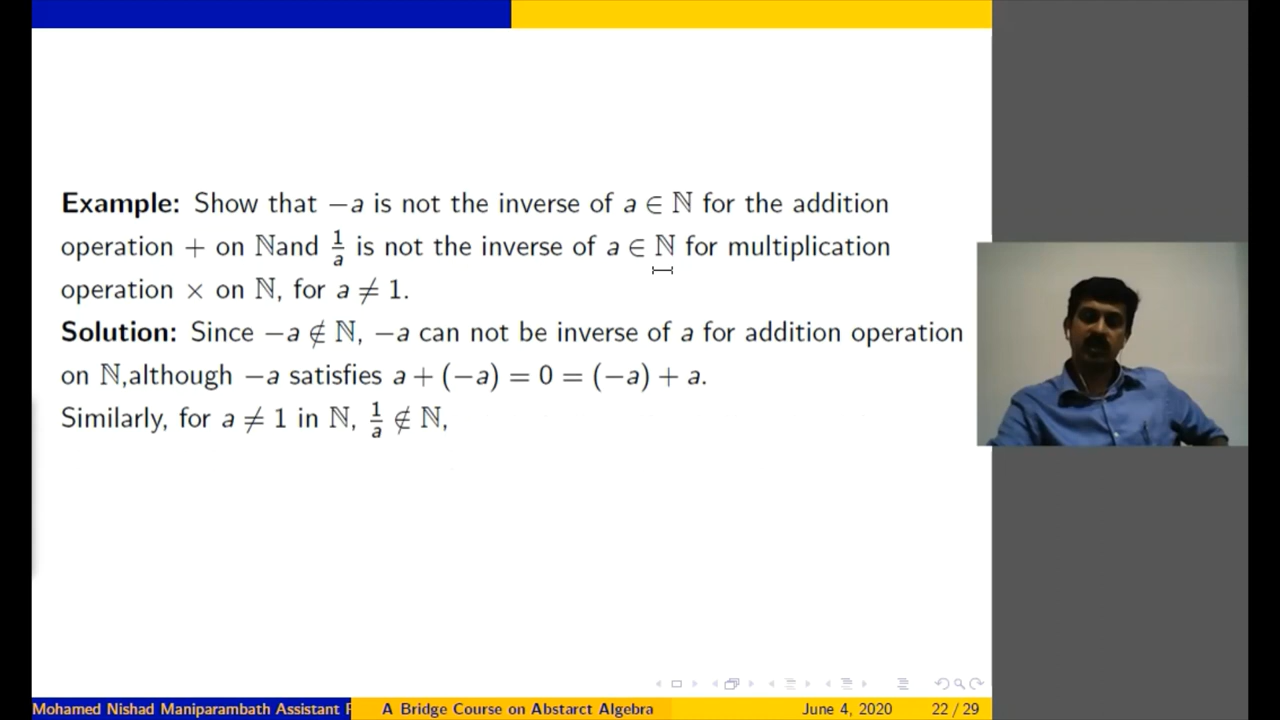 Example: Show that −a is not the inverse of a ∈ ℕ for the addition
operation + on ℕand 1/a is not the inverse of a ∈ ℕ for multiplication
operation × on ℕ, for a ≠ 1.
Solution: Since −a ∉ ℕ, −a can not be inverse of a for addition operation
on ℕ,although −a satisfies a + (−a) = 0 = (−a) + a.
Similarly, for a ≠ 1 in ℕ, 1/a ∉ ℕ,
Mohamed Nishad Maniparambath Assistant P A Bridge Course on Abstarct Algebra June 4, 2020 22 / 29